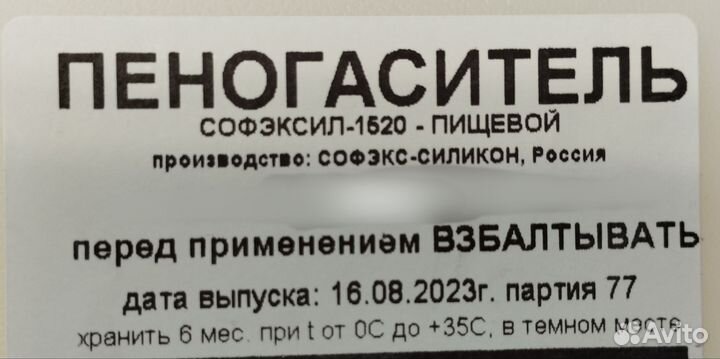 ПЕНОГАСИТЕЛЬ
СОФЭКСИЛ-1520 - ПИЩЕВОЙ
производство: СОФЭКС-СИЛИКОН, Россия
перед применением ВЗБАЛТЫВАТЬ
дата выпуска: 16.08.2023г. партия 77
хранить 6 мес. при t от 0С до +35С, в темном месте
Avito